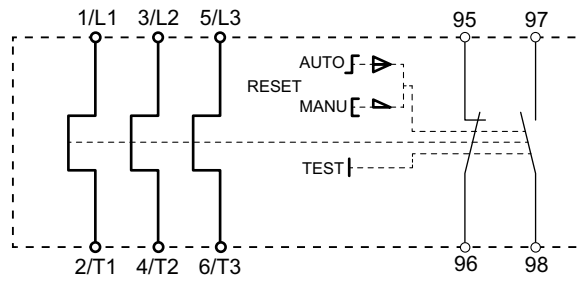 1/L1 3/L2 5/L3 95 97
AUTO
RESET
MANU
TEST
2/T1 4/T2 6/T3 96 98